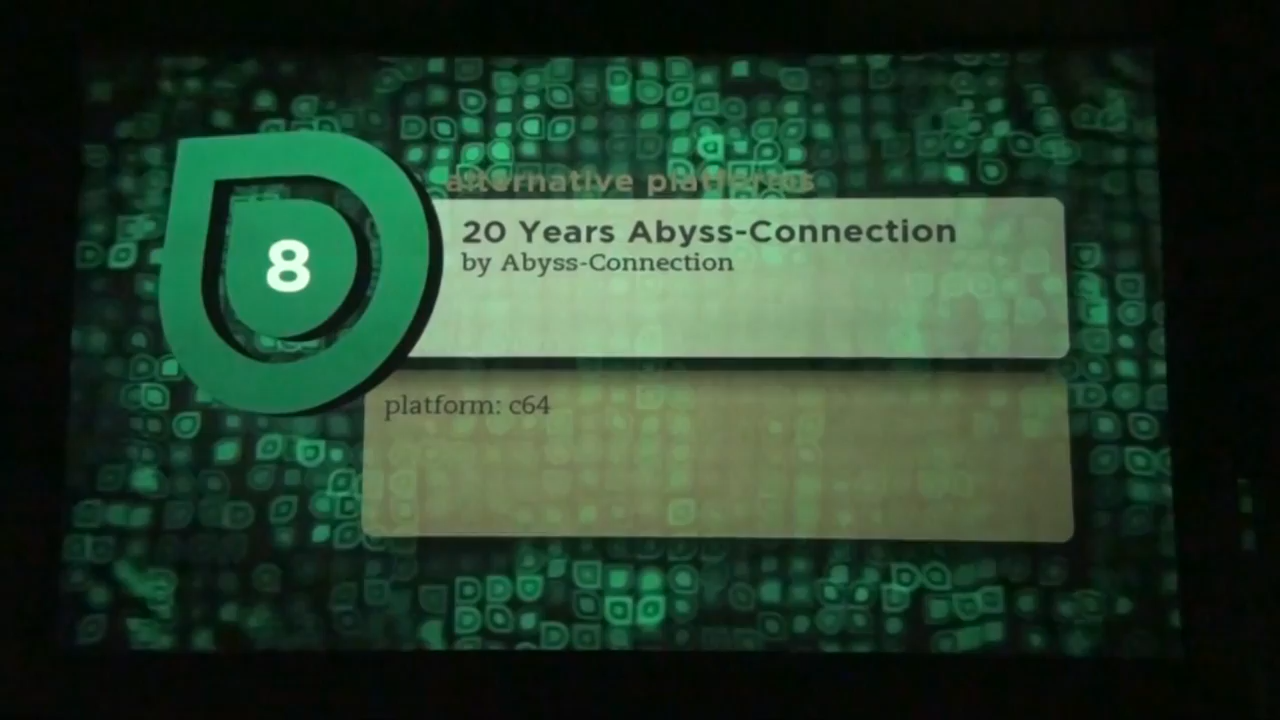 alternative platforms
8
20 Years Abyss-Connection
by Abyss-Connection
platform: c64